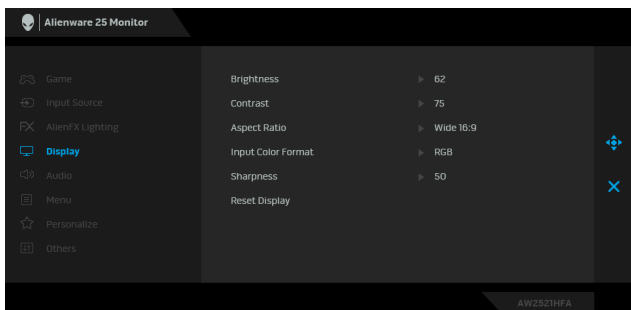 Alienware 25 Monitor
Game
Input Source
FX AlienFX Lighting
Display
Audio
Menu
Personalize
Others
Brightness 62
Contrast 75
Aspect Ratio Wide 16:9
Input Color Format RGB
Sharpness 50
Reset Display
AW2521HFA